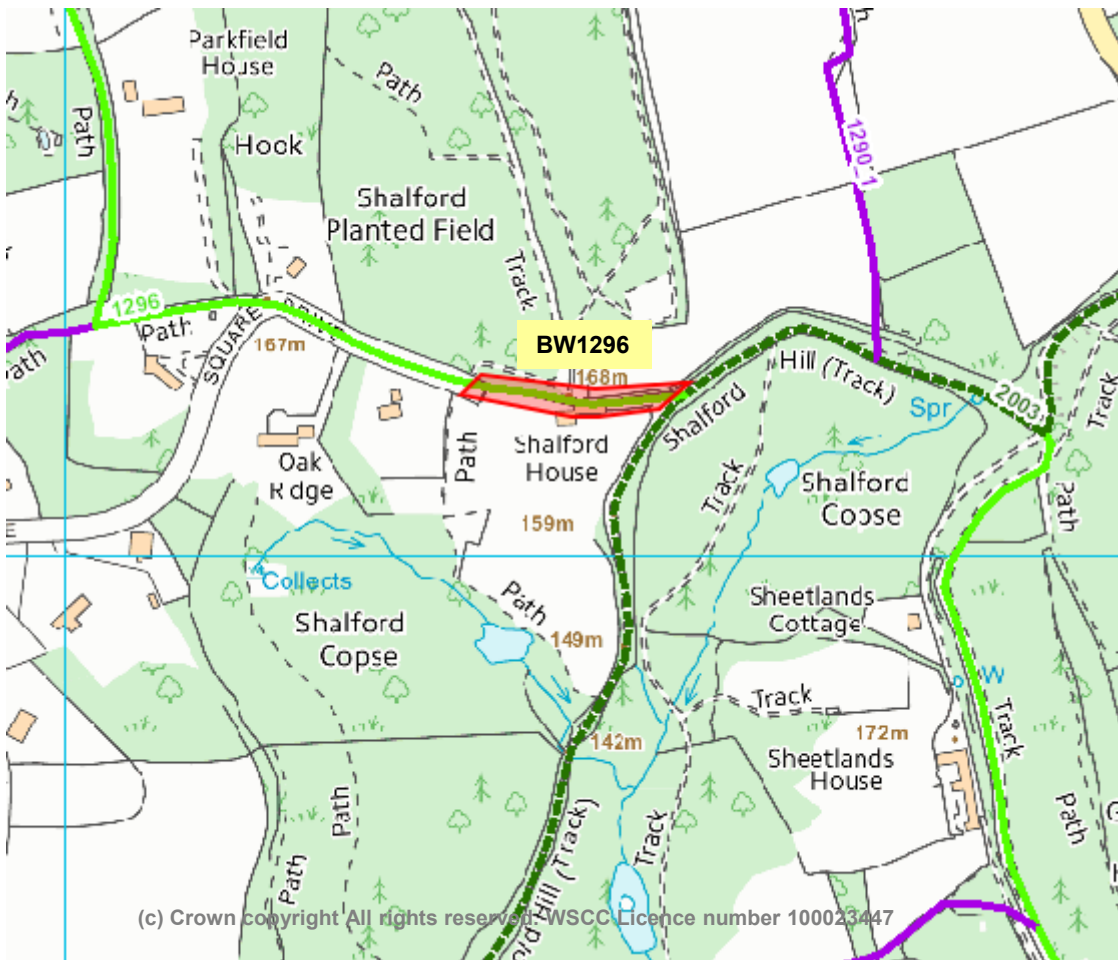 Parkfield
House
Path
Path
Hook
Shalford
Planted Field
Track
1290_1
1296
Path
SQUARE DRIVE
167m
BW1296
168m
Hill (Track)
Shalford
Spr
2003
Track
Path
Shalford
House
Path
Oak
Ridge
159m
Track
Shalford
Copse
Path
Collects
Path
149m
Shalford
Copse
Sheetlands
Cottage
W
Track
Track
142m
172m
Sheetlands
House
Path
Path
Path
Track
Old Hill (Track)
(c) Crown copyright All rights reserved. WSCC Licence number 100023447